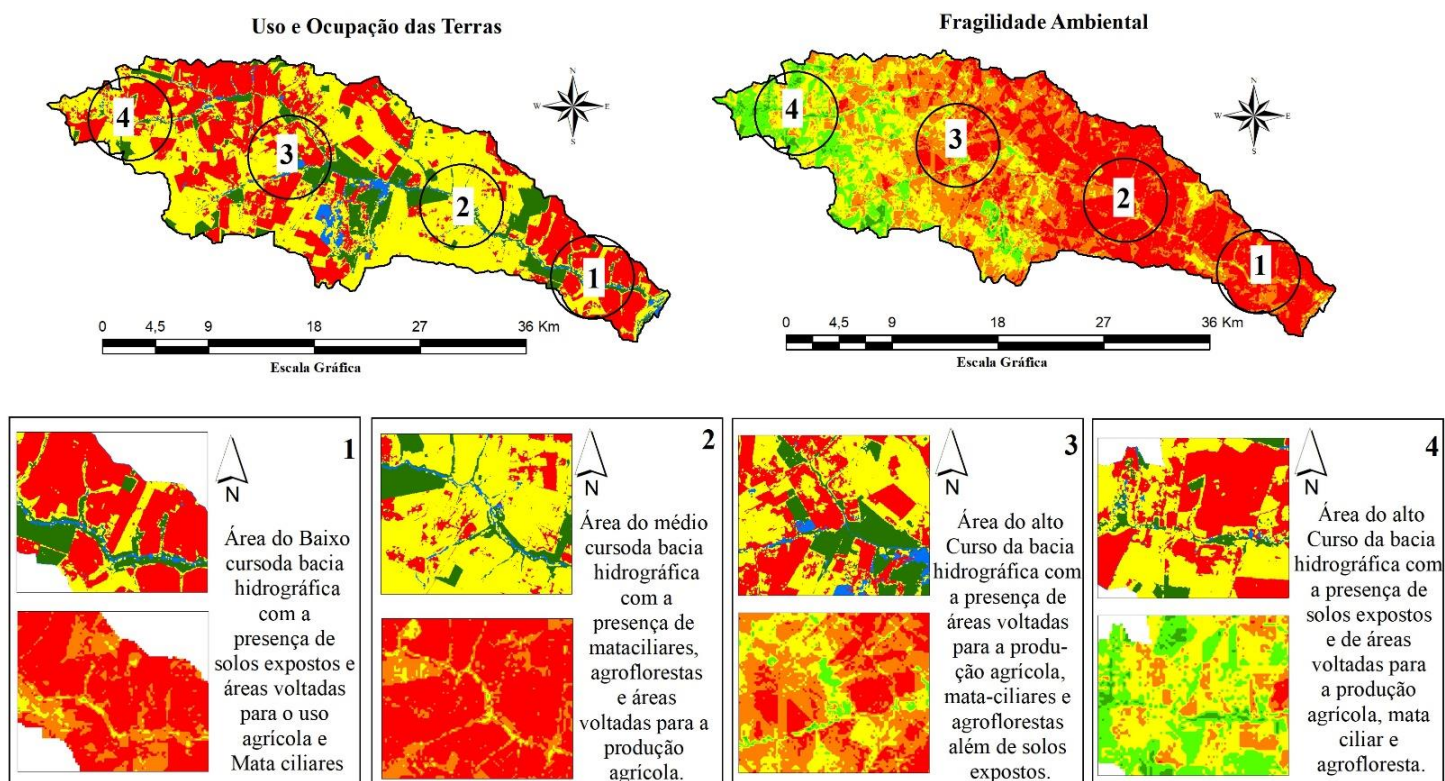 Uso e Ocupação das Terras
Fragilidade Ambiental
N
W
E
S
N
W
E
S
4
3
2
1
4
3
2
1
0
4,5
9
18
27
36 Km
Escala Gráfica
0
4,5
9
18
27
36 Km
Escala Gráfica
1
N
Área do Baixo
curso da bacia
hidrográfica
com a
presença de
solos expostos e
áreas voltadas
para o uso
agrícola e
Mata ciliares
2
N
Área do médio
cursoda bacia
hidrográfica
com a
presença de
mataciliares,
agroflorestas
e áreas
voltadas para a
produção
agrícola.
3
N
Área do alto
Curso da bacia
hidrográfica com
a presença de
áreas voltadas
para a produ-
ção agrícola,
mata-ciliares e
agroflorestas
além de solos
expostos.
4
N
Área do alto
Curso da bacia
hidrográfica com
a presença de
solos expostos
e de áreas
voltadas para
a produção
agrícola, mata
ciliar e
agrofloresta.